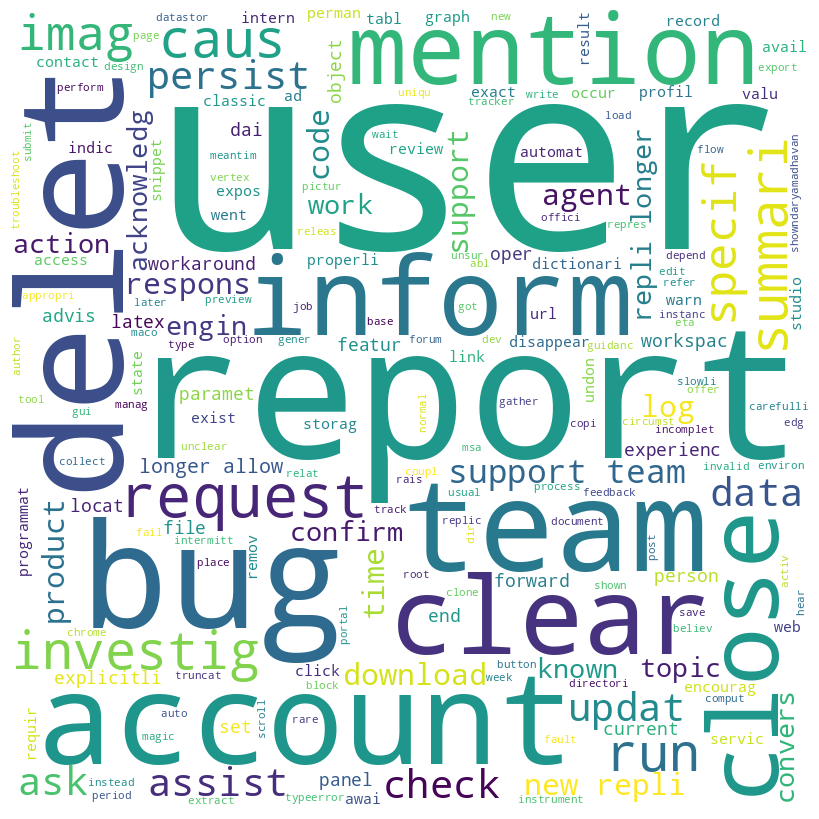 datastor intern perman tabl graph new result record
imag page caus mention avail
contact design persist object exact occur profil export
perform classic ad uniqu write tracker valu
user
delet submit indic acknowledg snippet dai meantim code wait review automat load flow
troubleshoot expos vertex pictur work support agent offici repli longer specif summari showndaryamadhavan
action went releas repres
access workaround properli unsur abl oper dictionari depend
appropri respons preview inform url warn edit refer instanc studio
advis later job got eta
latex maco engin base dev forum guidanc disappear link workspac
author state type option gener featur
report
tool gui manag paramet undon offer slowli carefulli
exist storag normal gather copi circumst log incomplet edg
unclear experienc
collect longer allow relat coupl msa support team invalid environ
request rais usual process feedback data
locat track replic document
programmat product file fail intermitt remov confirm team dir post close activ
place time root forward person
bug portal end clone shown save believ web hear
chrome clear
investig click button week known topic
explicitli truncat block download directori encourag
account
requir auto magic set scroll rare updat current comput convers
fault run servic
ask instead assist panel check new repli
period extract typeerror awai instrument